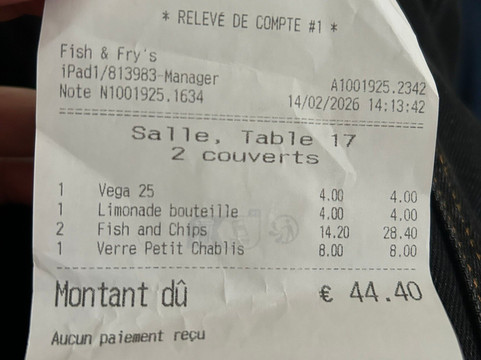 * RELEVÉ DE COMPTE #1 *
Fish & Fry's
iPad1/813983-Manager A1001925.2342
Note N1001925.1634 14/02/2026 14:13:42
Salle, Table 17
2 couverts
1 Vega 25 4.00 4.00
1 Limonade bouteille 4.00 4.00
2 Fish and Chips 14.20 28.40
1 Verre Petit Chablis 8.00 8.00
Montant dû € 44.40
Aucun paiement reçu